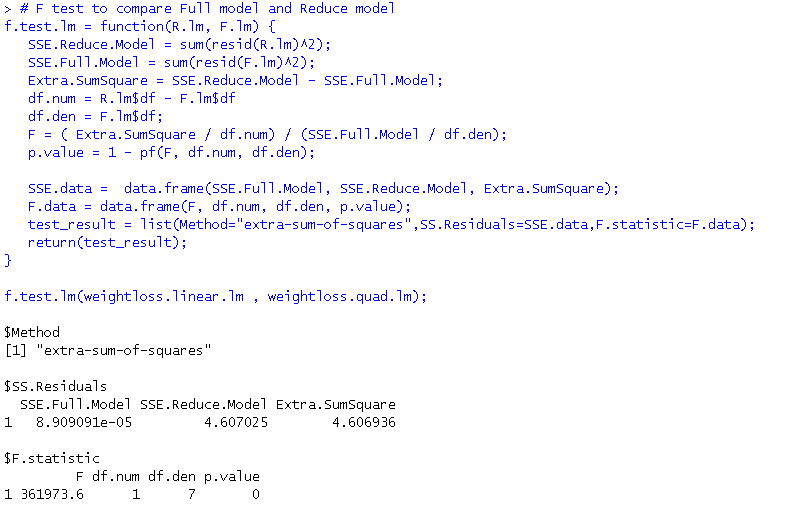 > # F test to compare Full model and Reduce model
f.test.lm = function(R.lm, F.lm) {
   SSE.Reduce.Model = sum(resid(R.lm)^2);
   SSE.Full.Model = sum(resid(F.lm)^2);
   Extra.SumSquare = SSE.Reduce.Model - SSE.Full.Model;
   df.num = R.lm$df - F.lm$df
   df.den = F.lm$df;
   F = ( Extra.SumSquare / df.num) / (SSE.Full.Model / df.den);
   p.value = 1 - pf(F, df.num, df.den);
   SSE.data =  data.frame(SSE.Full.Model, SSE.Reduce.Model, Extra.SumSquare);
   F.data = data.frame(F, df.num, df.den, p.value);
   test_result = list(Method="extra-sum-of-squares",SS.Residuals=SSE.data,F.statistic=F.data);
   return(test_result);
}
f.test.lm(weightloss.linear.lm , weightloss.quad.lm);
$Method
[1] "extra-sum-of-squares"
$SS.Residuals
  SSE.Full.Model SSE.Reduce.Model Extra.SumSquare
1   8.909091e-05         4.607025        4.606936
$F.statistic
         F df.num df.den p.value
1 361973.6      1      7       0